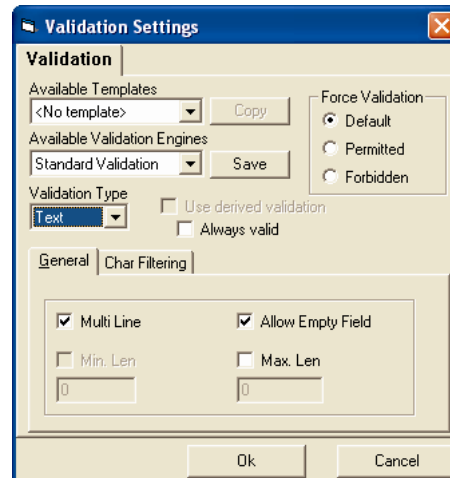 Validation Settings
Validation
Available Templates
<No template>
Copy
Available Validation Engines
Standard Validation
Save
Force Validation
Default
Permitted
Forbidden
Validation Type
Text
Use derived validation
Always valid
General
Char Filtering
Multi Line
Allow Empty Field
Min. Len
Max. Len
0
0
Ok
Cancel